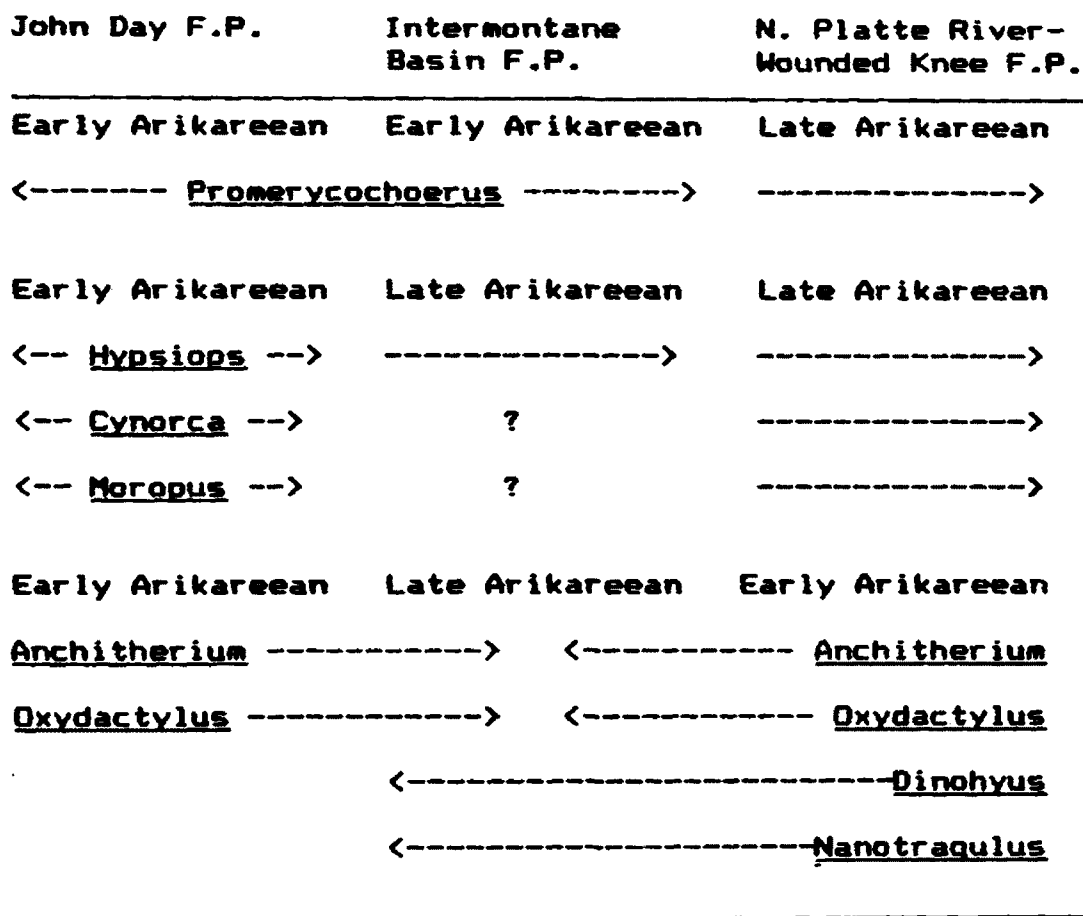 John Day F.P. Intermontane Basin F.P. N. Platte River-Wounded Knee F.P.
Early Arikareean Early Arikareean Late Arikareean
<------- Promerycochoerus --------> -------------->
Early Arikareean Late Arikareean Late Arikareean
<-- Hypsiops --> --------------> -------------->
<-- Cynorca --> ? -------------->
<-- Moropus --> ? -------------->
Early Arikareean Late Arikareean Early Arikareean
Anchitherium -----------> <----------- Anchitherium
Oxydactylus ------------> <------------ Oxydactylus
<-------------------------Dinohyus
<---------------------Nanotragulus